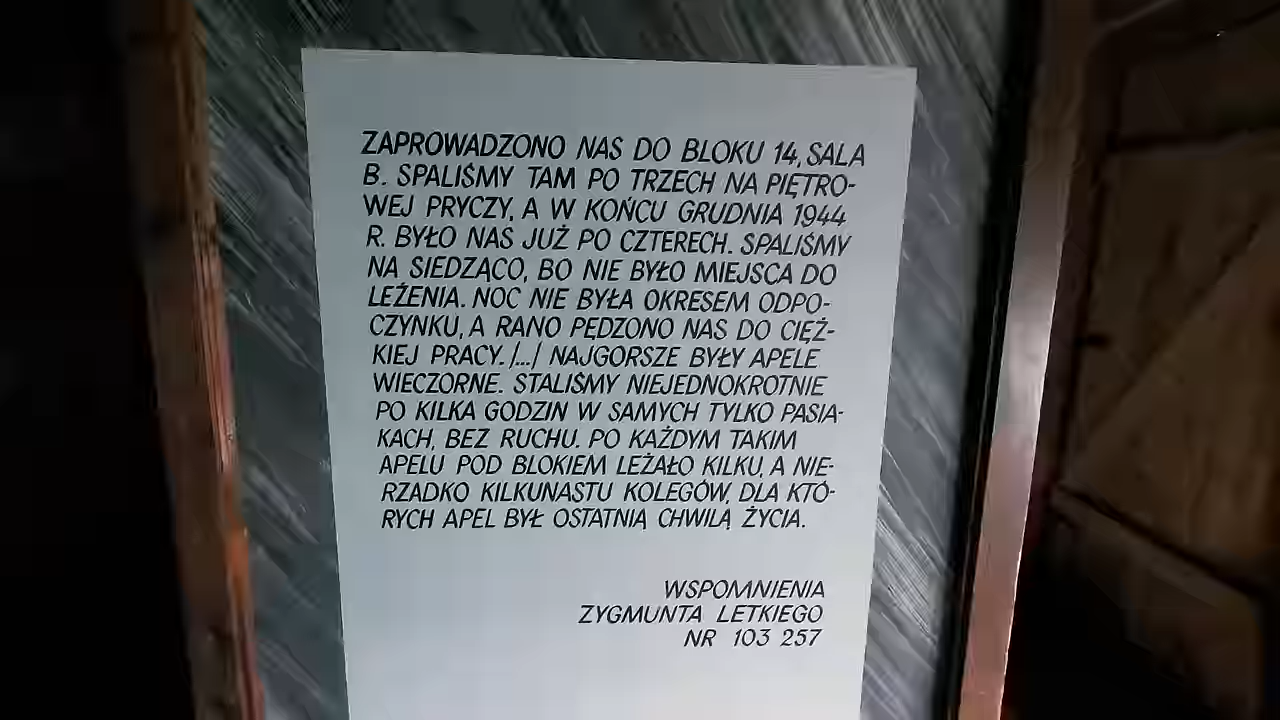 ZAPROWADZONO NAS DO BLOKU 14, SALA
B. SPALIŚMY TAM PO TRZECH NA PIĘTRO-
WEJ PRYCZY, A W KOŃCU GRUDNIA 1944
R. BYŁO NAS JUŻ PO CZTERECH. SPALIŚMY
NA SIEDZĄCO, BO NIE BYŁO MIEJSCA DO
LEŻENIA. NOC NIE BYŁA OKRESEM ODPO-
CZYNKU, A RANO PĘDZONO NAS DO CIĘŻ-
KIEJ PRACY. /.../ NAJGORSZE BYŁY APELE
WIECZORNE. STALIŚMY NIEJEDNOKROTNIE
PO KILKA GODZIN W SAMYCH TYLKO PASIA-
KACH, BEZ RUCHU. PO KAŻDYM TAKIM
APELU POD BLOKIEM LEŻAŁO KILKU, A NIE-
RZADKO KILKUNASTU KOLEGÓW, DLA KTÓ-
RYCH APEL BYŁ OSTATNIĄ CHWILĄ ŻYCIA.
WSPOMNIENIA
ZYGMUNTA LETKIEGO
NR 103 257